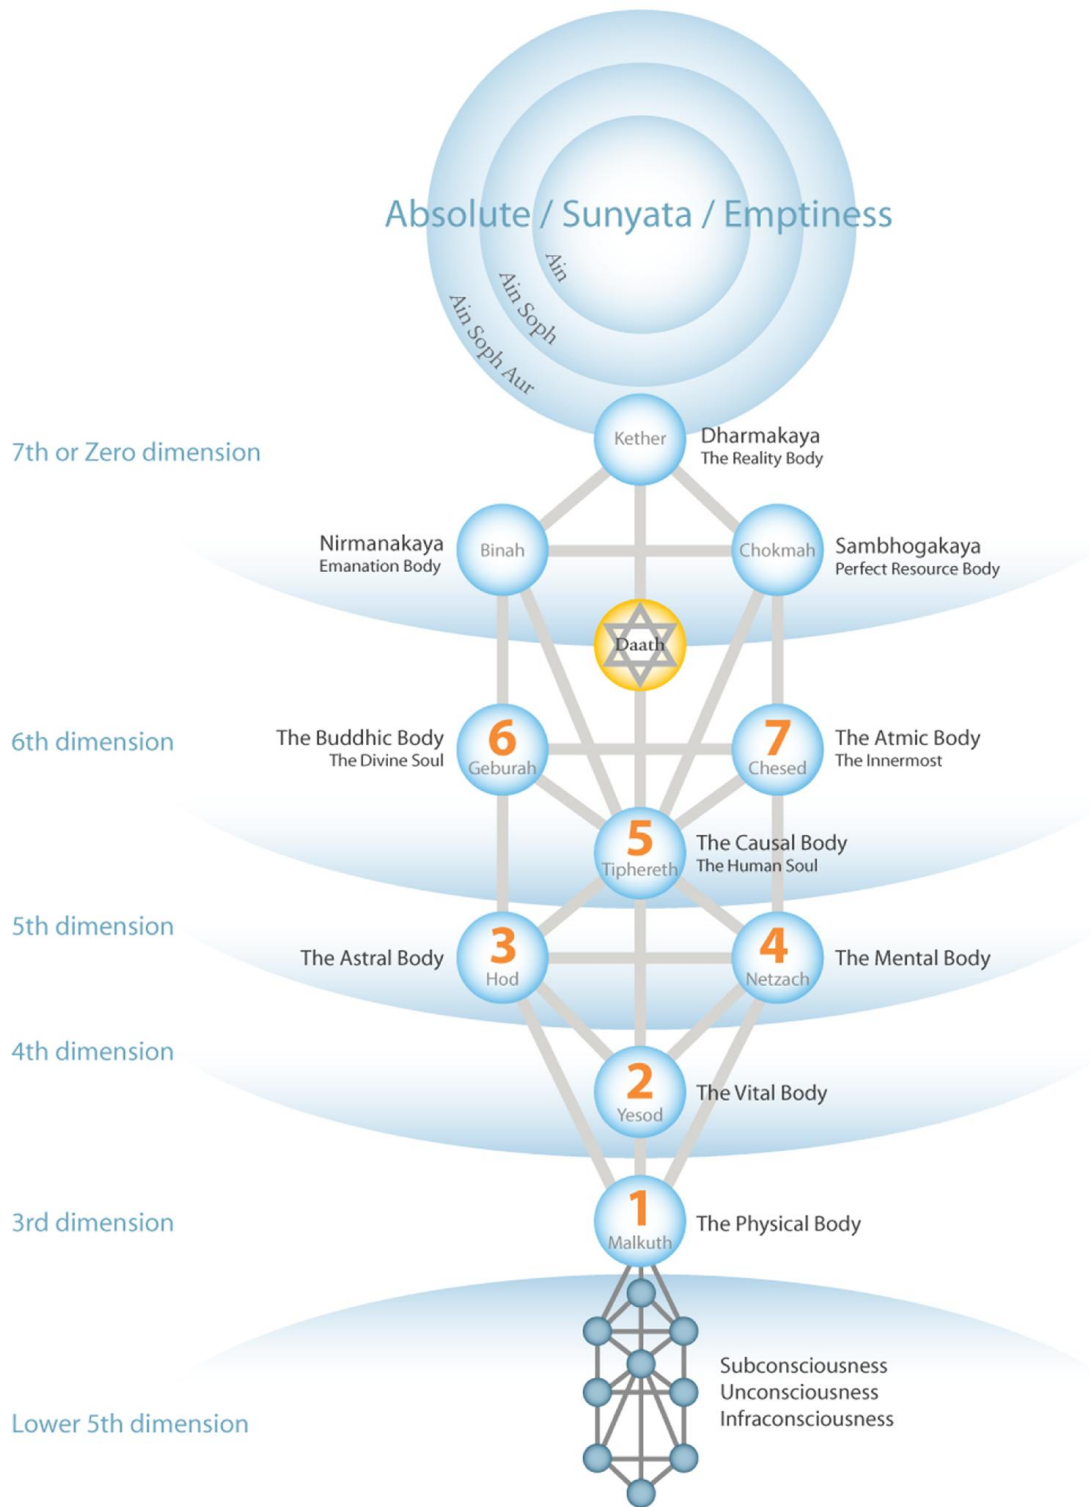 Absolute / Sunyata / Emptiness
Ain
Ain Soph
Ain Soph Aur
Kether
Dharmakaya
The Reality Body
7th or Zero dimension
Nirmanakaya
Emanation Body
Binah
Chokmah
Sambhogakaya
Perfect Resource Body
Daath
6th dimension
The Buddhic Body
The Divine Soul
6
Geburah
7
Chesed
The Atmic Body
The Innermost
5
Tiphereth
The Causal Body
The Human Soul
5th dimension
The Astral Body
3
Hod
4
Netzach
The Mental Body
4th dimension
2
Yesod
The Vital Body
3rd dimension
1
Malkuth
The Physical Body
Subconsciousness
Unconsciousness
Infraconsciousness
Lower 5th dimension